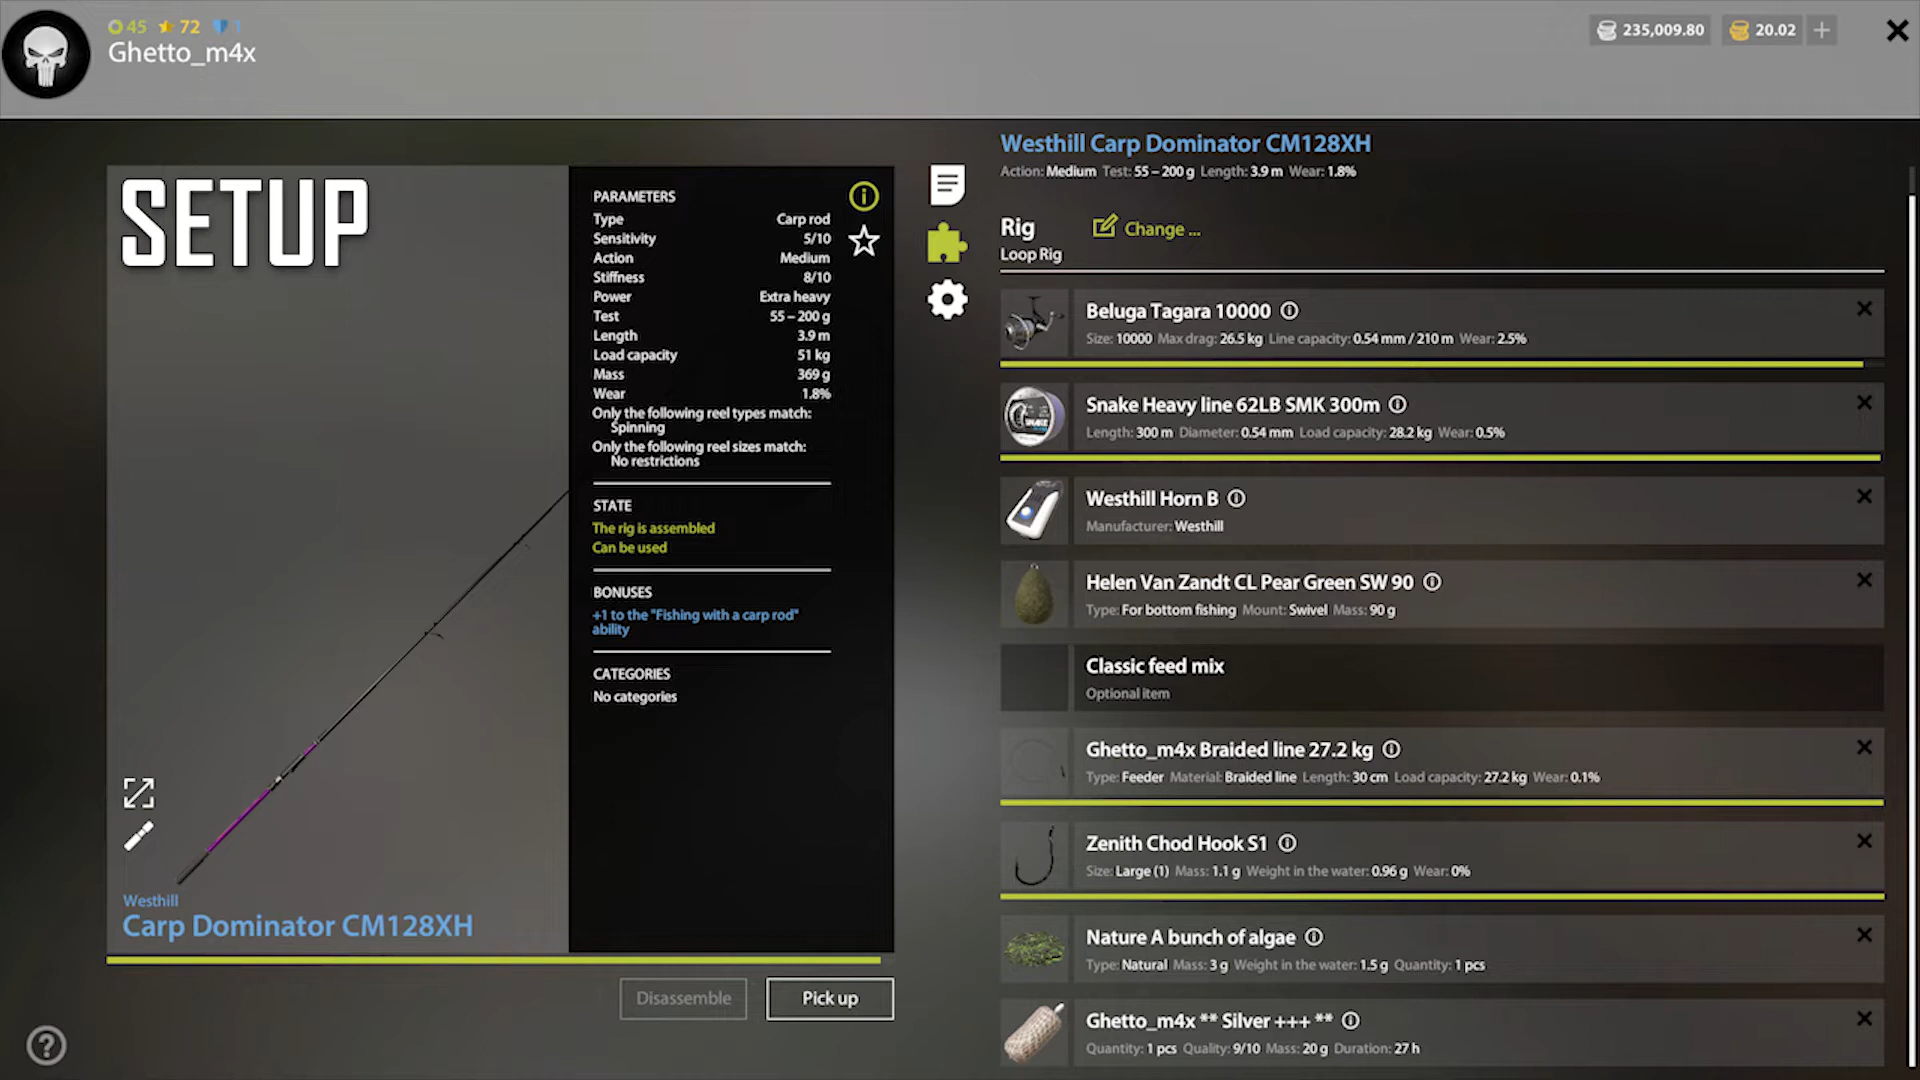 45 72 1
Ghetto_m4x
235,009.80 20.02
SETUP
PARAMETERS
Type Carp rod
Sensitivity 5/10
Action Medium
Stiffness 8/10
Power Extra heavy
Test 55 – 200 g
Length 3.9 m
Load capacity 51 kg
Mass 369 g
Wear 1.8%
Only the following reel types match:
Spinning
Only the following reel sizes match:
No restrictions
STATE
The rig is assembled
Can be used
BONUSES
+1 to the "Fishing with a carp rod"
ability
CATEGORIES
No categories
Westhill
Carp Dominator CM128XH
Disassemble Pick up
Westhill Carp Dominator CM128XH
Action: Medium Test: 55 – 200 g Length: 3.9 m Wear: 1.8%
Rig Change ...
Loop Rig
Beluga Tagara 10000
Size: 10000 Max drag: 26.5 kg Line capacity: 0.54 mm / 210 m Wear: 2.5%
Snake Heavy line 62LB SMK 300m
Length: 300 m Diameter: 0.54 mm Load capacity: 28.2 kg Wear: 0.5%
Westhill Horn B
Manufacturer: Westhill
Helen Van Zandt CL Pear Green SW 90
Type: For bottom fishing Mount: Swivel Mass: 90 g
Classic feed mix
Optional item
Ghetto_m4x Braided line 27.2 kg
Type: Feeder Material: Braided line Length: 30 cm Load capacity: 27.2 kg Wear: 0.1%
Zenith Chod Hook S1
Size: Large (1) Mass: 1.1 g Weight in the water: 0.96 g Wear: 0%
Nature A bunch of algae
Type: Natural Mass: 3 g Weight in the water: 1.5 g Quantity: 1 pcs
Ghetto_m4x ** Silver +++ **
Quantity: 1 pcs Quality: 9/10 Mass: 20 g Duration: 27 h